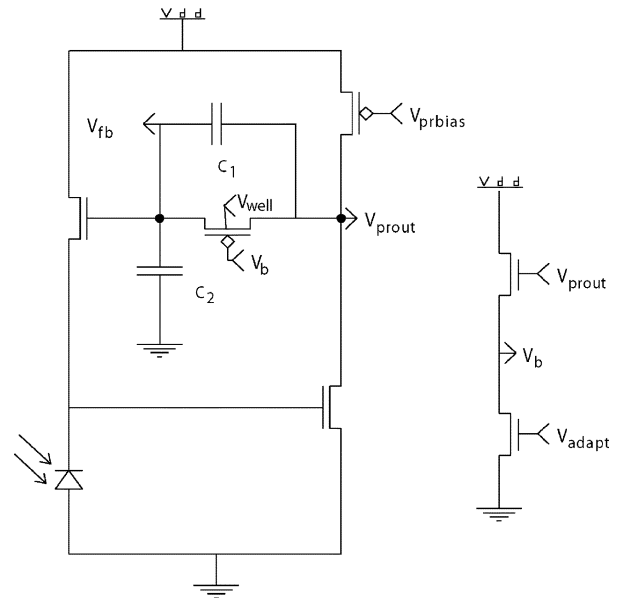 Vdd
Vfb
C1
Vprbias
Vwell
Vprout
Vb
C2
Vdd
Vprout
Vb
Vadapt